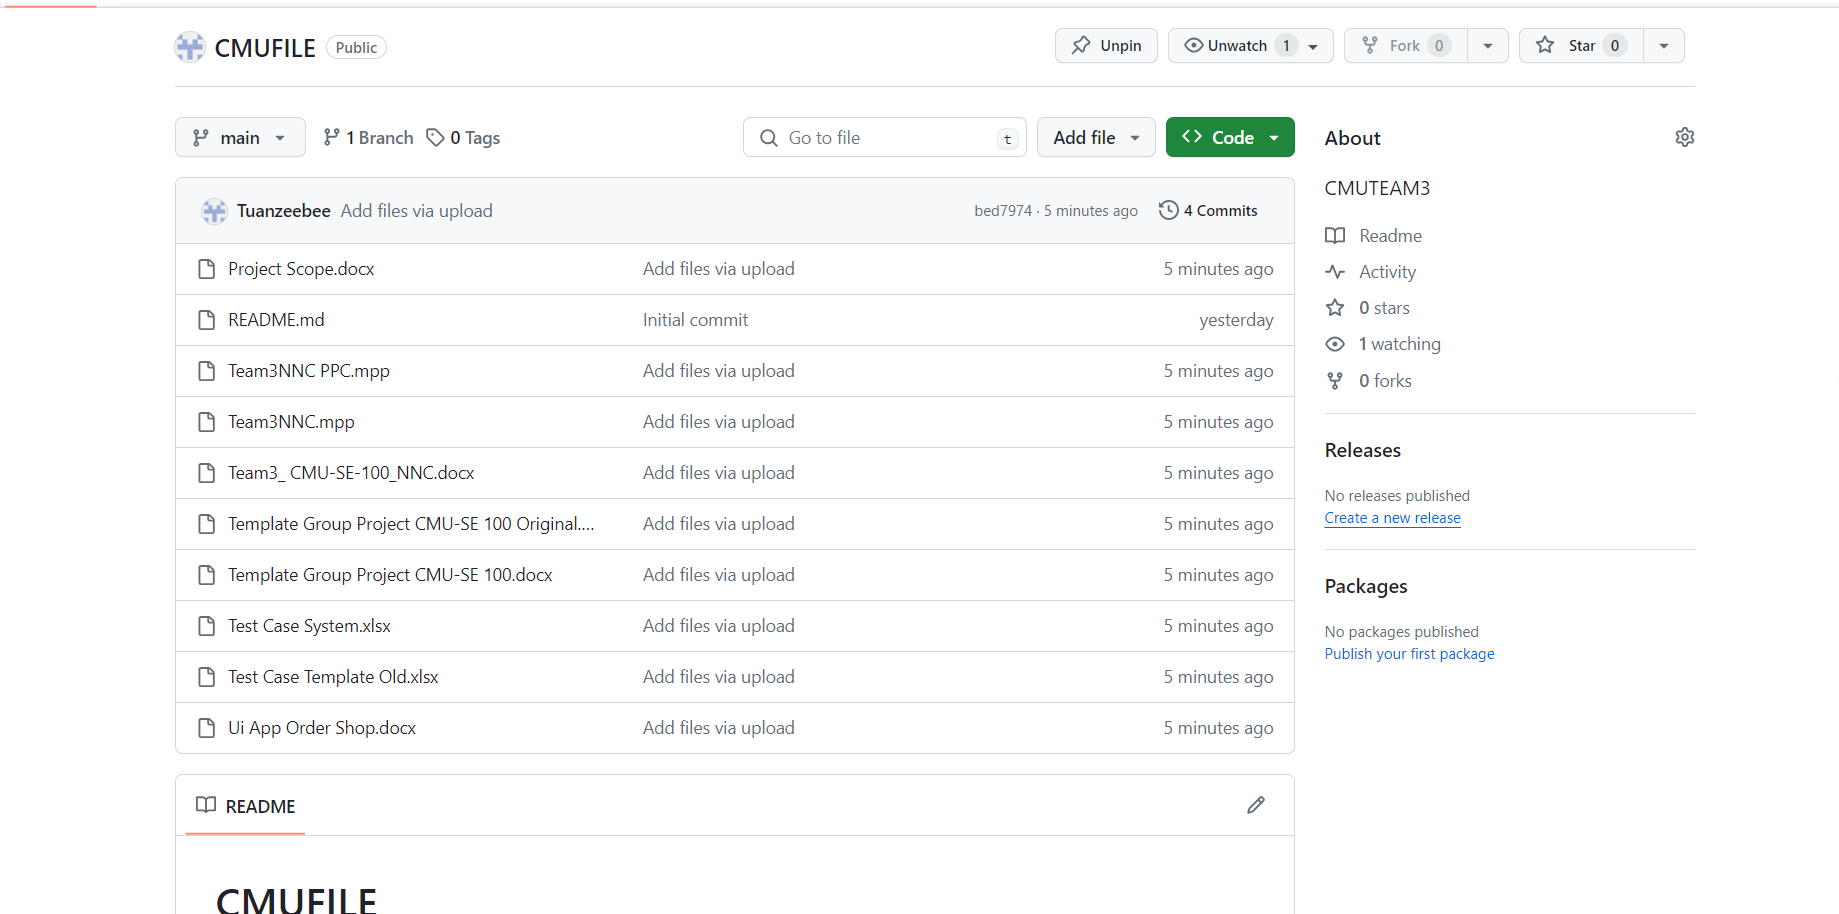 CMUFILE Public Unpin Unwatch 1 Fork 0 Star 0
main 1 Branch 0 Tags Go to file t Add file Code
Tuanzeebee Add files via upload bed7974 · 5 minutes ago 4 Commits
Project Scope.docx Add files via upload 5 minutes ago
README.md Initial commit yesterday
Team3NNC PPC.mpp Add files via upload 5 minutes ago
Team3NNC.mpp Add files via upload 5 minutes ago
Team3_ CMU-SE-100_NNC.docx Add files via upload 5 minutes ago
Template Group Project CMU-SE 100 Original.... Add files via upload 5 minutes ago
Template Group Project CMU-SE 100.docx Add files via upload 5 minutes ago
Test Case System.xlsx Add files via upload 5 minutes ago
Test Case Template Old.xlsx Add files via upload 5 minutes ago
Ui App Order Shop.docx Add files via upload 5 minutes ago
README
CMUFILE
About
CMUTEAM3
Readme
Activity
0 stars
1 watching
0 forks
Releases
No releases published
Create a new release
Packages
No packages published
Publish your first package